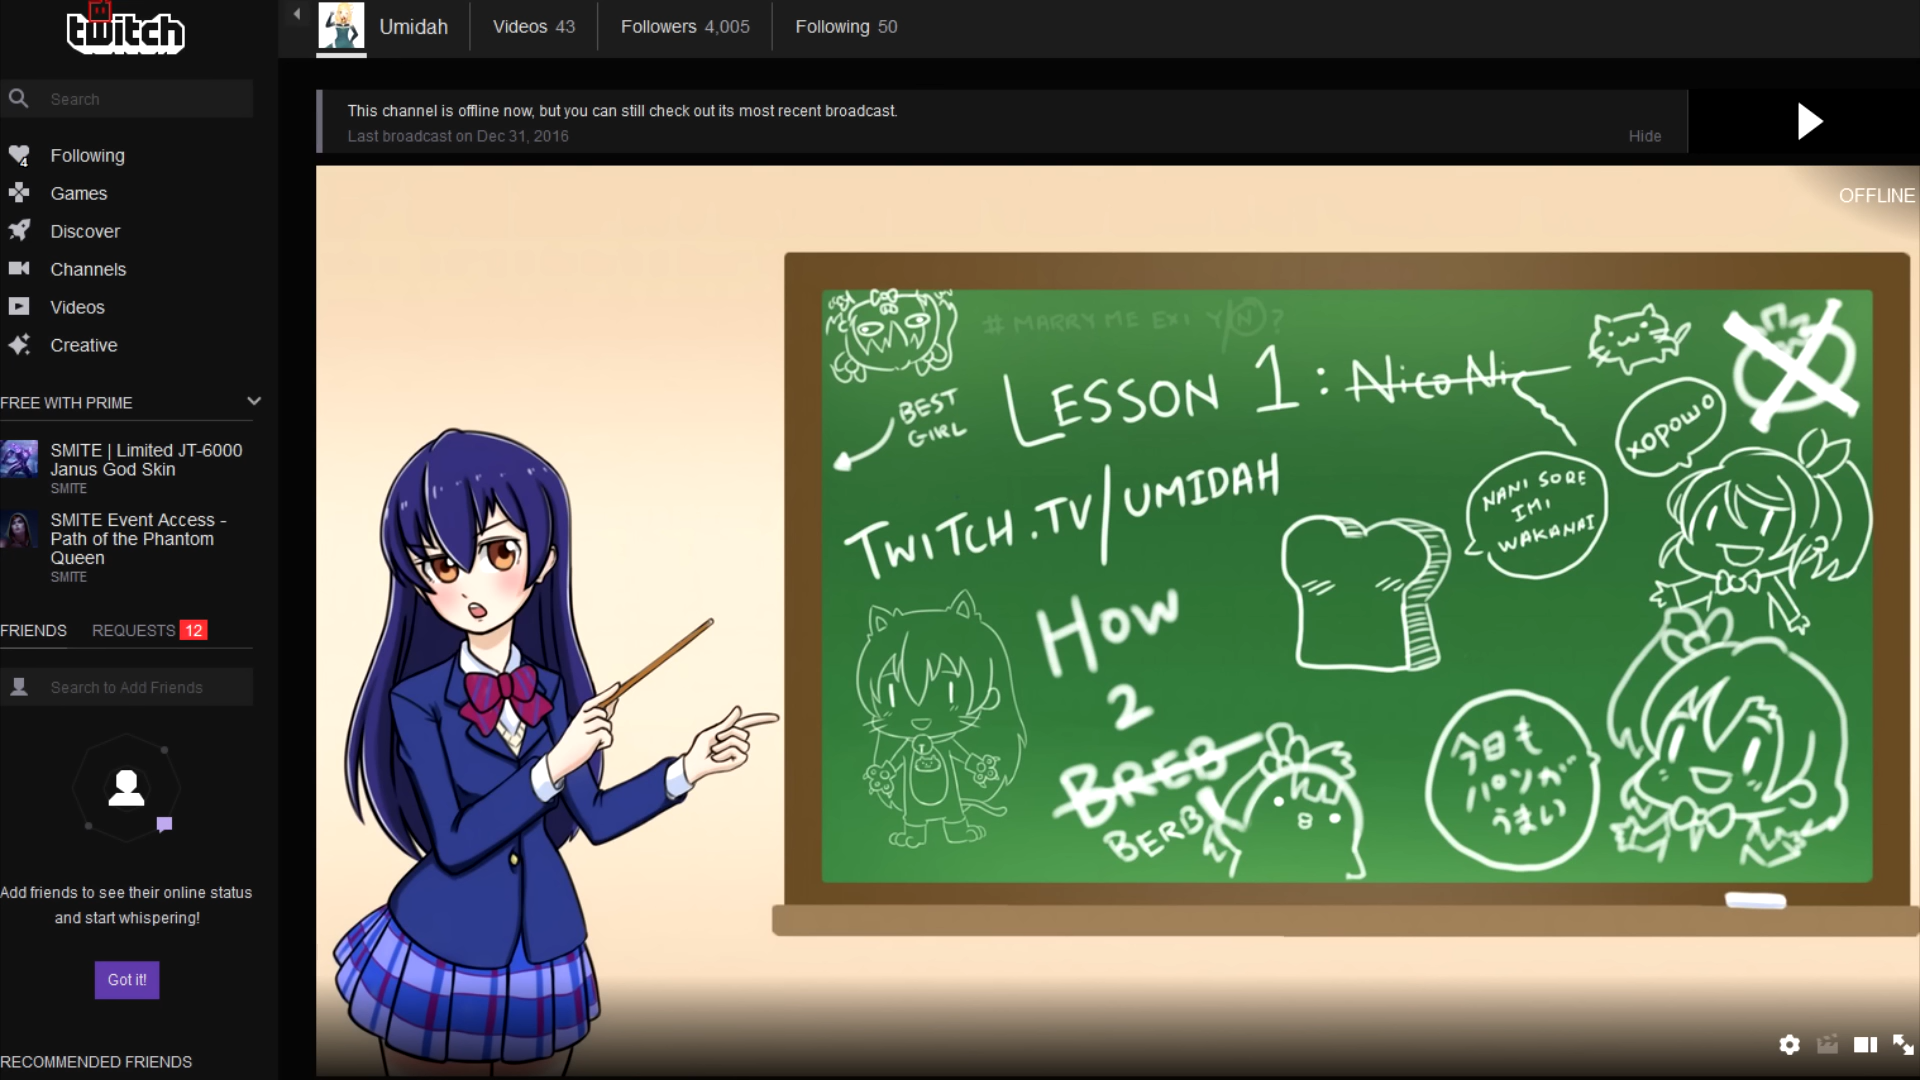 twitch
Umidah
Videos 43
Followers 4,005
Following 50
Search
Following
4
Games
Discover
Channels
Videos
Creative
FREE WITH PRIME
SMITE | Limited JT-6000
Janus God Skin
SMITE
SMITE Event Access -
Path of the Phantom
Queen
SMITE
FRIENDS
REQUESTS 12
Search to Add Friends
Add friends to see their online status
and start whispering!
Got it!
RECOMMENDED FRIENDS
This channel is offline now, but you can still check out its most recent broadcast.
Last broadcast on Dec 31, 2016
Hide
OFFLINE
# MARRY ME EXI Y/N?
LESSON 1: Nico Ni
BEST
GIRL
xopowo
TWITCH.TV/UMIDAH
NANI SORE
IMI
WAKANAI
HOW
2
BREB
BERB
今日も
パンが
うまい